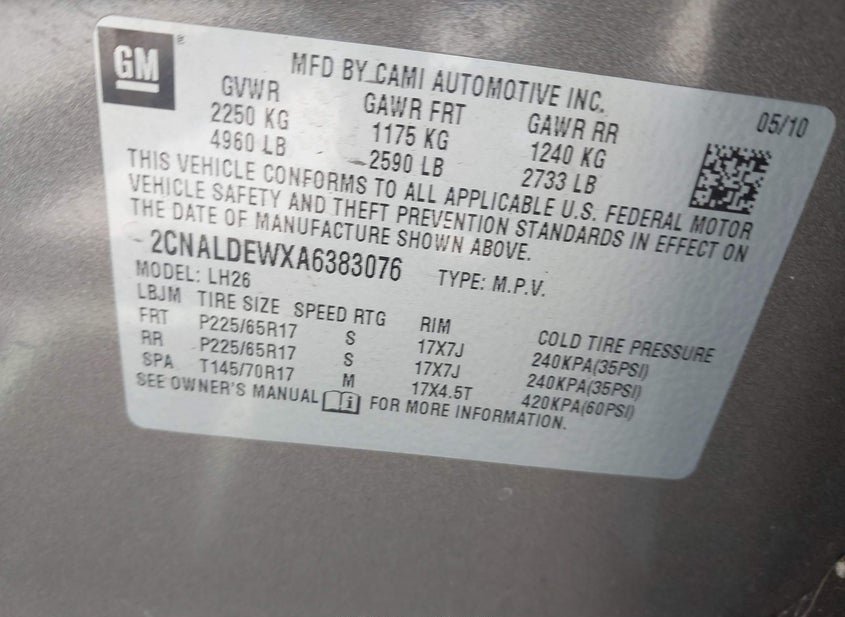 GM®
MFD BY CAMI AUTOMOTIVE INC.
05/10
GVWR GAWR FRT GAWR RR
2250 KG 1175 KG 1240 KG
4960 LB 2590 LB 2733 LB
THIS VEHICLE CONFORMS TO ALL APPLICABLE U.S. FEDERAL MOTOR
VEHICLE SAFETY AND THEFT PREVENTION STANDARDS IN EFFECT ON
THE DATE OF MANUFACTURE SHOWN ABOVE.
2CNALDEWXA6383076 TYPE: M.P.V.
MODEL: LH26
LBJM TIRE SIZE SPEED RTG RIM COLD TIRE PRESSURE
FRT P225/65R17 S 17X7J 240KPA(35PSI)
RR P225/65R17 S 17X7J 240KPA(35PSI)
SPA T145/70R17 M 17X4.5T 420KPA(60PSI)
SEE OWNER'S MANUAL i FOR MORE INFORMATION.